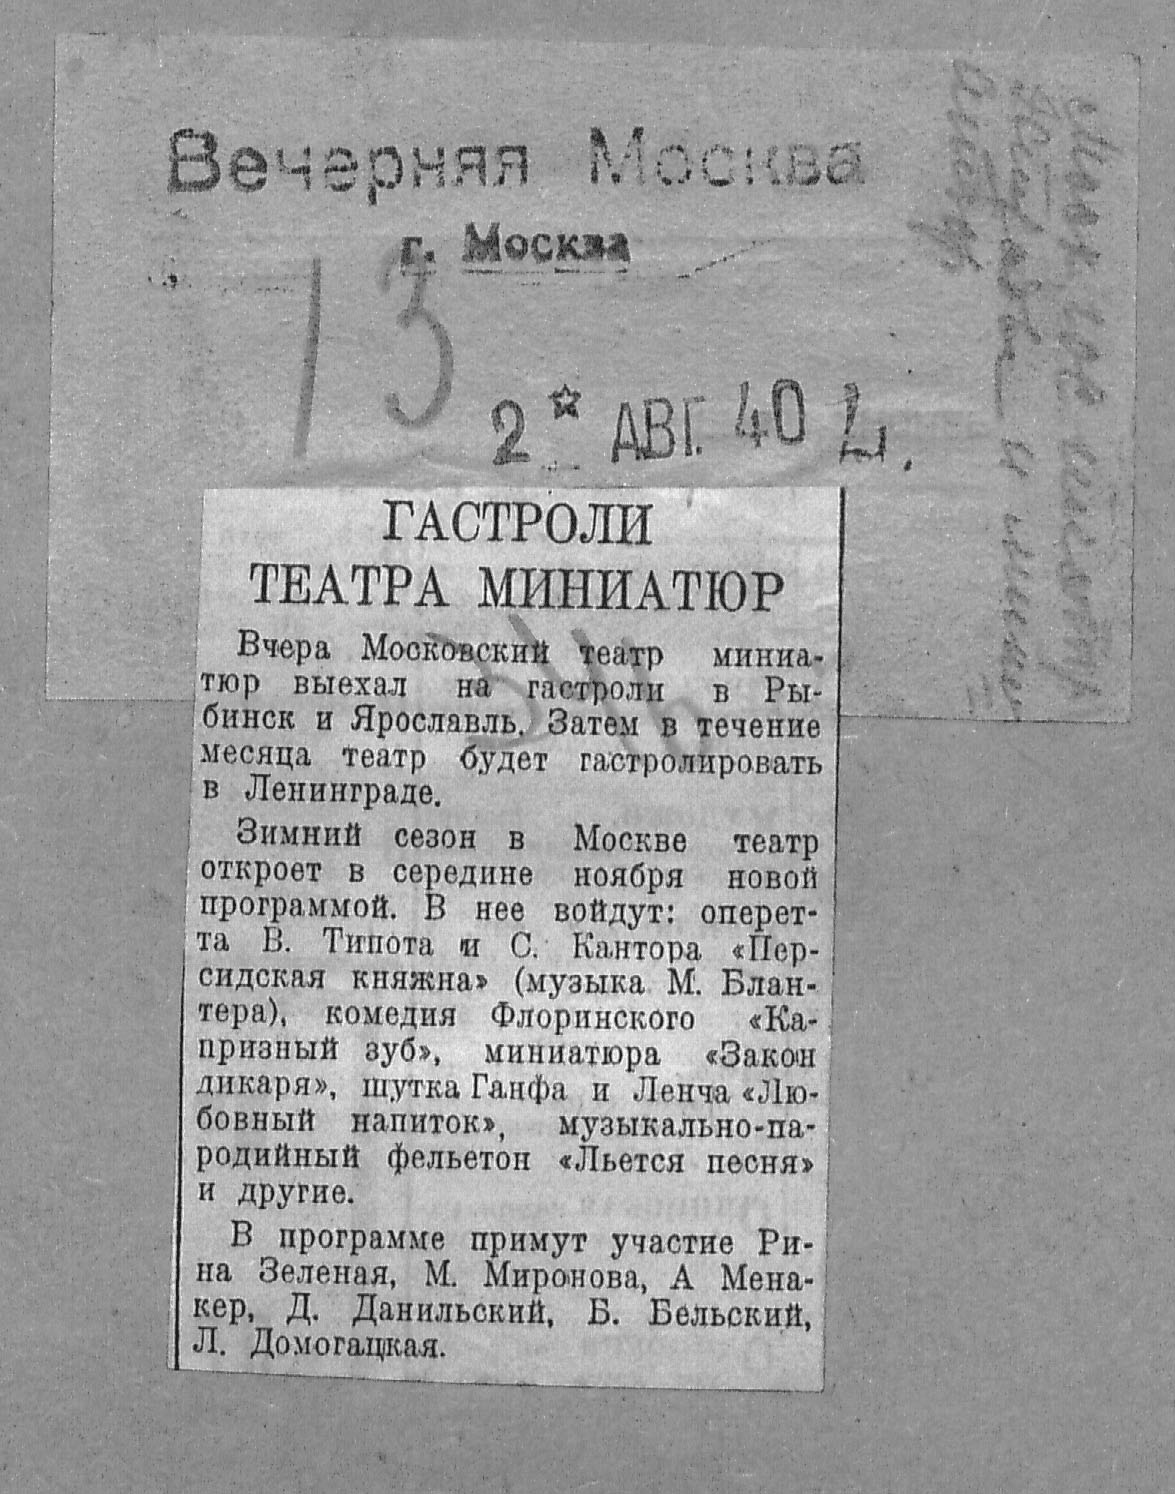 Вечерняя Москва
г. Москва
13
2 * АВГ. 40
ГАСТРОЛИ
ТЕАТРА МИНИАТЮР
Вчера Московский театр миниа-
тюр выехал на гастроли в Ры-
бинск и Ярославль. Затем в течение
месяца театр будет гастролировать
в Ленинграде.
Зимний сезон в Москве театр
откроет в середине ноября новой
программой. В нее войдут: оперет-
та В. Типота и С. Кантора «Пер-
сидская княжна» (музыка М. Блан-
тера), комедия Флоринского «Ка-
призный зуб», миниатюра «Закон
дикаря», шутка Ганфа и Ленча «Лю-
бовный напиток», музыкально-па-
родийный фельетон «Льется песня»
и другие.
В программе примут участие Ри-
на Зеленая, М. Миронова, А Мена-
кер, Д. Данильский, Б. Бельский,
Л. Домогацкая.